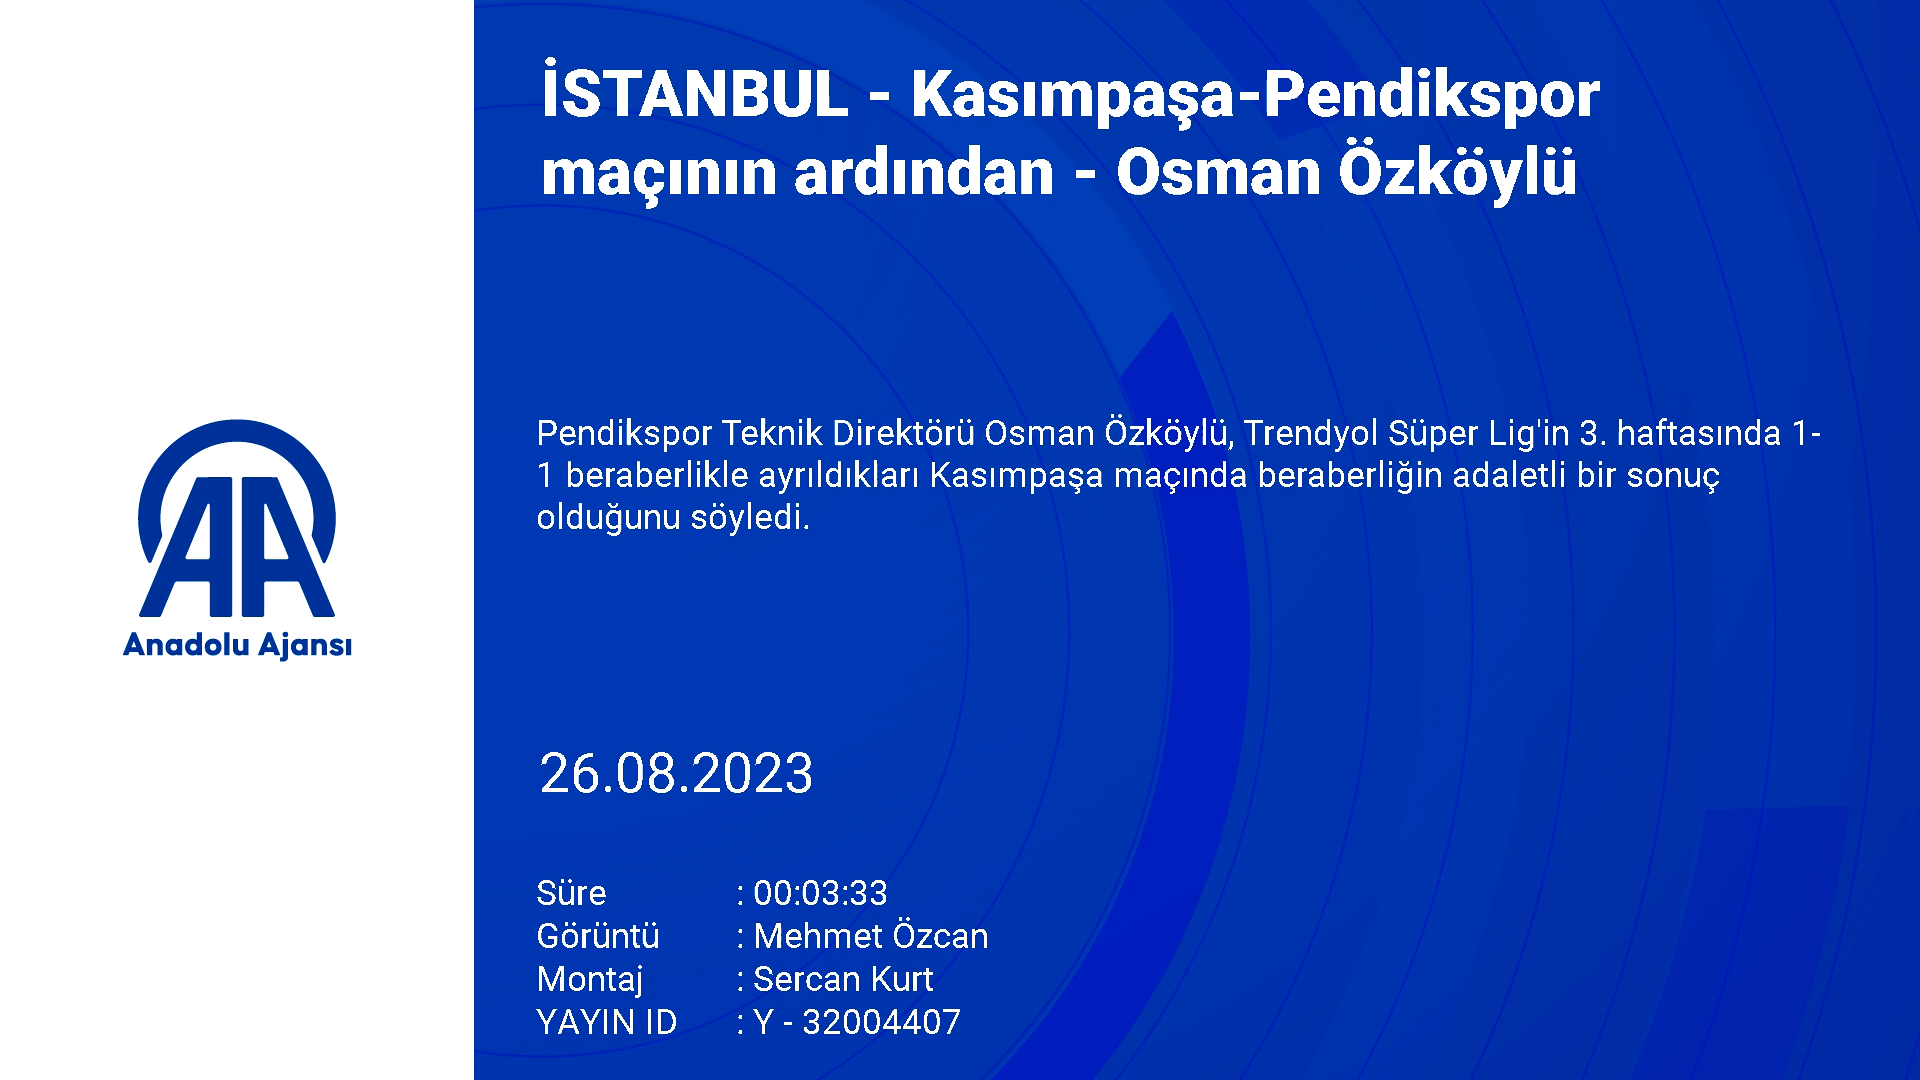 İSTANBUL - Kasımpaşa-Pendikspor
maçının ardından - Osman Özköylü
Pendikspor Teknik Direktörü Osman Özköylü, Trendyol Süper Lig'in 3. haftasında 1-
1 beraberlikle ayrıldıkları Kasımpaşa maçında beraberliğin adaletli bir sonuç
olduğunu söyledi.
AA
Anadolu Ajansı
26.08.2023
Süre : 00:03:33
Görüntü : Mehmet Özcan
Montaj : Sercan Kurt
YAYIN ID : Y - 32004407